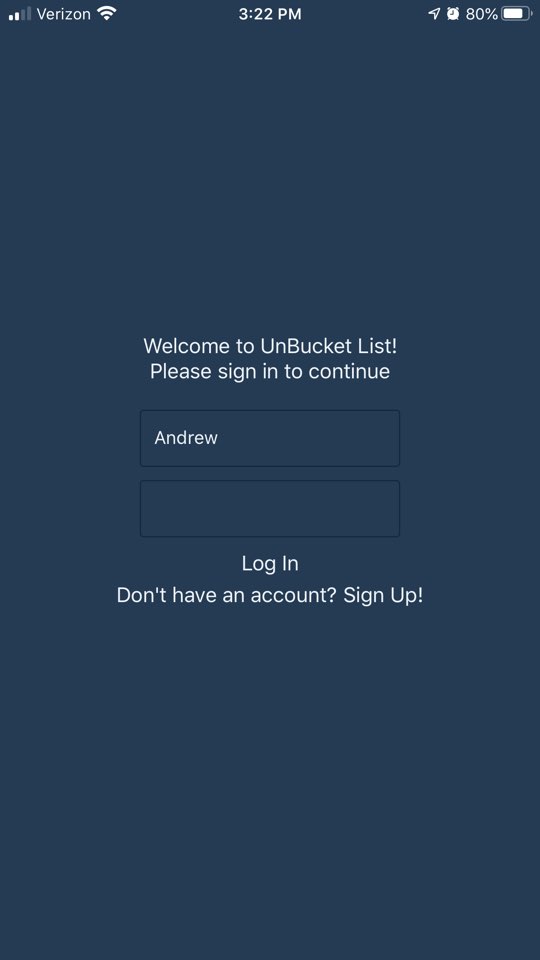 Verizon 3:22 PM 80%
Welcome to UnBucket List!
Please sign in to continue
Andrew
Log In
Don't have an account? Sign Up!